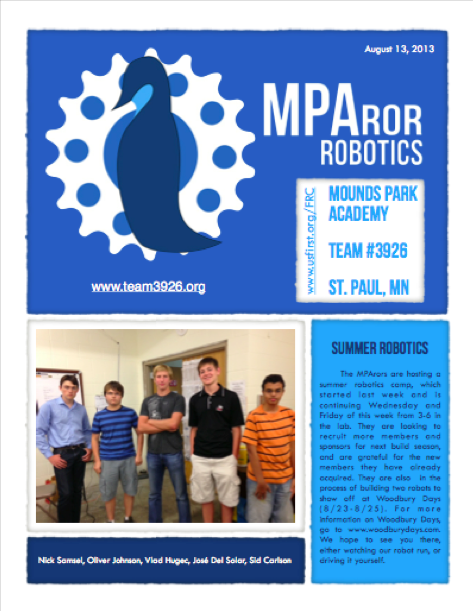 August 13, 2013
MPAROR
ROBOTICS
www.usfirst.org/FRC
MOUNDS PARK
ACADEMY
TEAM #3926
ST. PAUL, MN
www.team3926.org
SUMMER ROBOTICS
The MPArors are hosting a
summer robotics camp, which
started last week and is
continuing Wednesday and
Friday of this week from 3-6 in
the lab. They are looking to
recruit more members and
sponsors for next build season,
and are grateful for the new
members they have already
acquired. They are also in the
process of building two robots to
show off at Woodbury Days
(8/23-8/25). For more
information on Woodbury Days,
go to www.woodburydays.com.
We hope to see you there,
either watching our robot run, or
driving it yourself.
Nick Samsel, Oliver Johnson, Vlad Hugec, José Del Solar, Sid Carlson